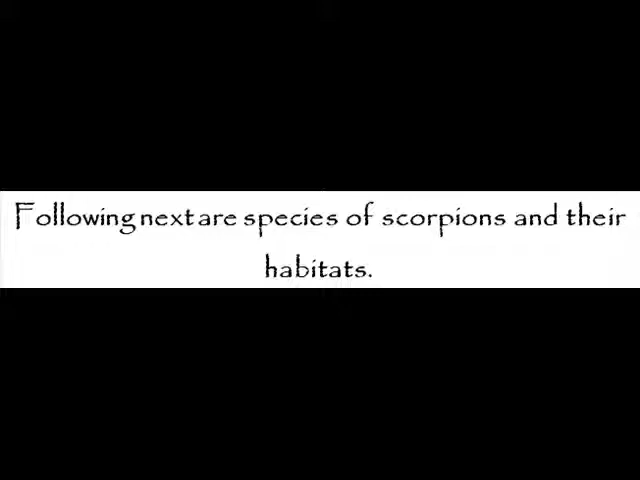 Following next are species of scorpions and their
habitats.